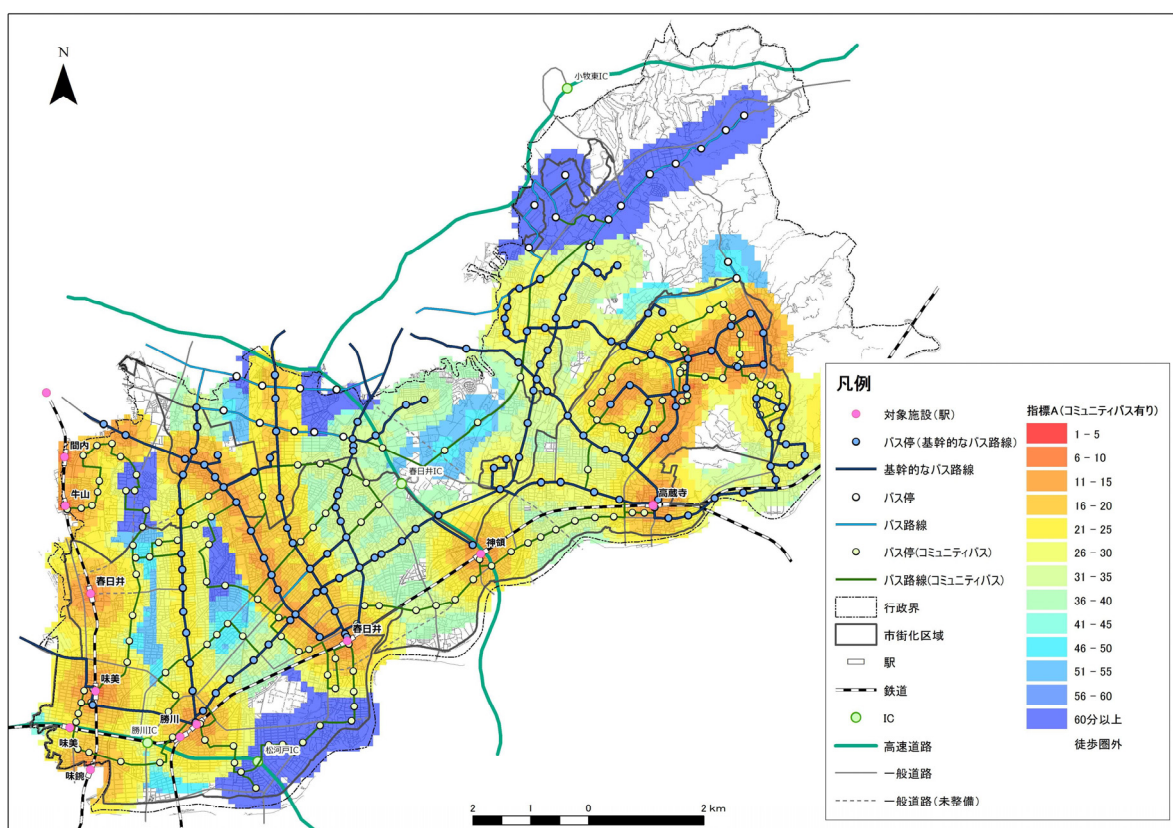 N
小牧東IC
間内
牛山
春日井
味美
味美
味鋺
勝川
勝川IC
松河戸IC
春日井
春日井IC
神領
高蔵寺
凡例
対象施設(駅)
バス停(基幹的なバス路線)
基幹的なバス路線
バス停
バス路線
バス停(コミュニティバス)
バス路線(コミュニティバス)
行政界
市街化区域
駅
鉄道
IC
高速道路
一般道路
一般道路(未整備)
指標A(コミュニティバス有り)
1 - 5
6 - 10
11 - 15
16 - 20
21 - 25
26 - 30
31 - 35
36 - 40
41 - 45
46 - 50
51 - 55
56 - 60
60分以上
徒歩圏外
2 1 0 2 km